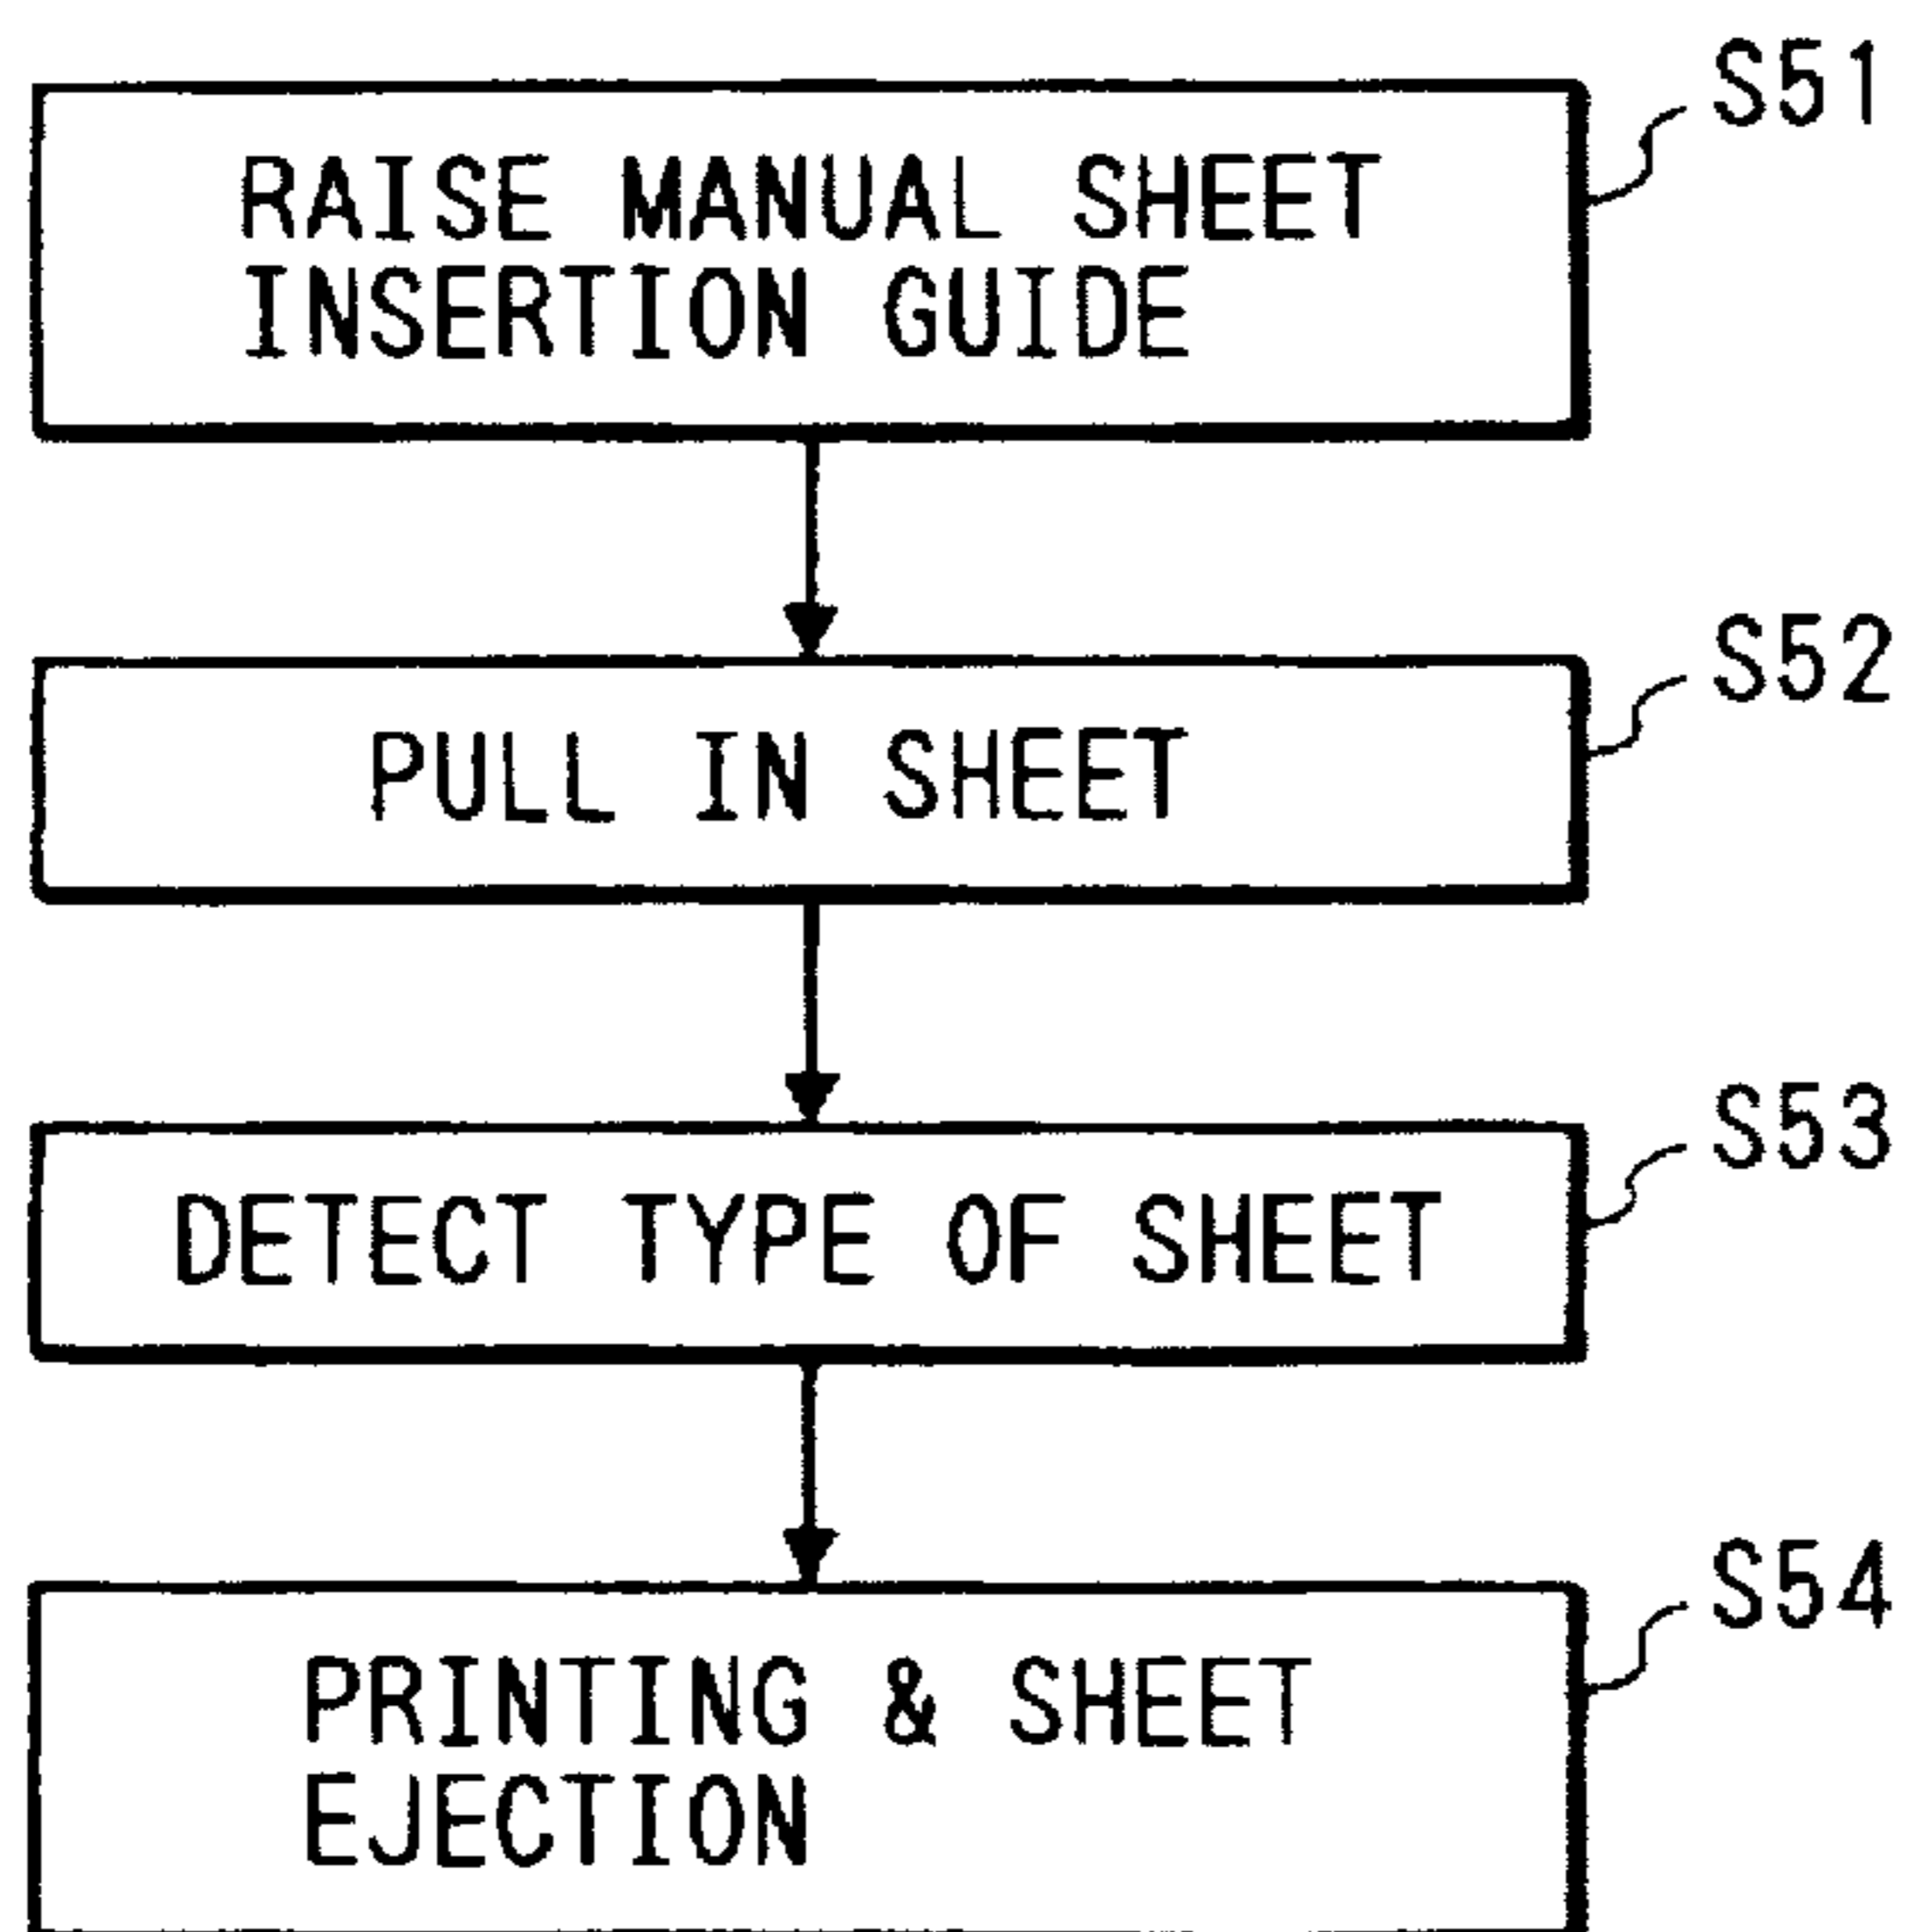 S51
RAISE MANUAL SHEET
INSERTION GUIDE
S52
PULL IN SHEET
S53
DETECT TYPE OF SHEET
S54
PRINTING & SHEET
EJECTION